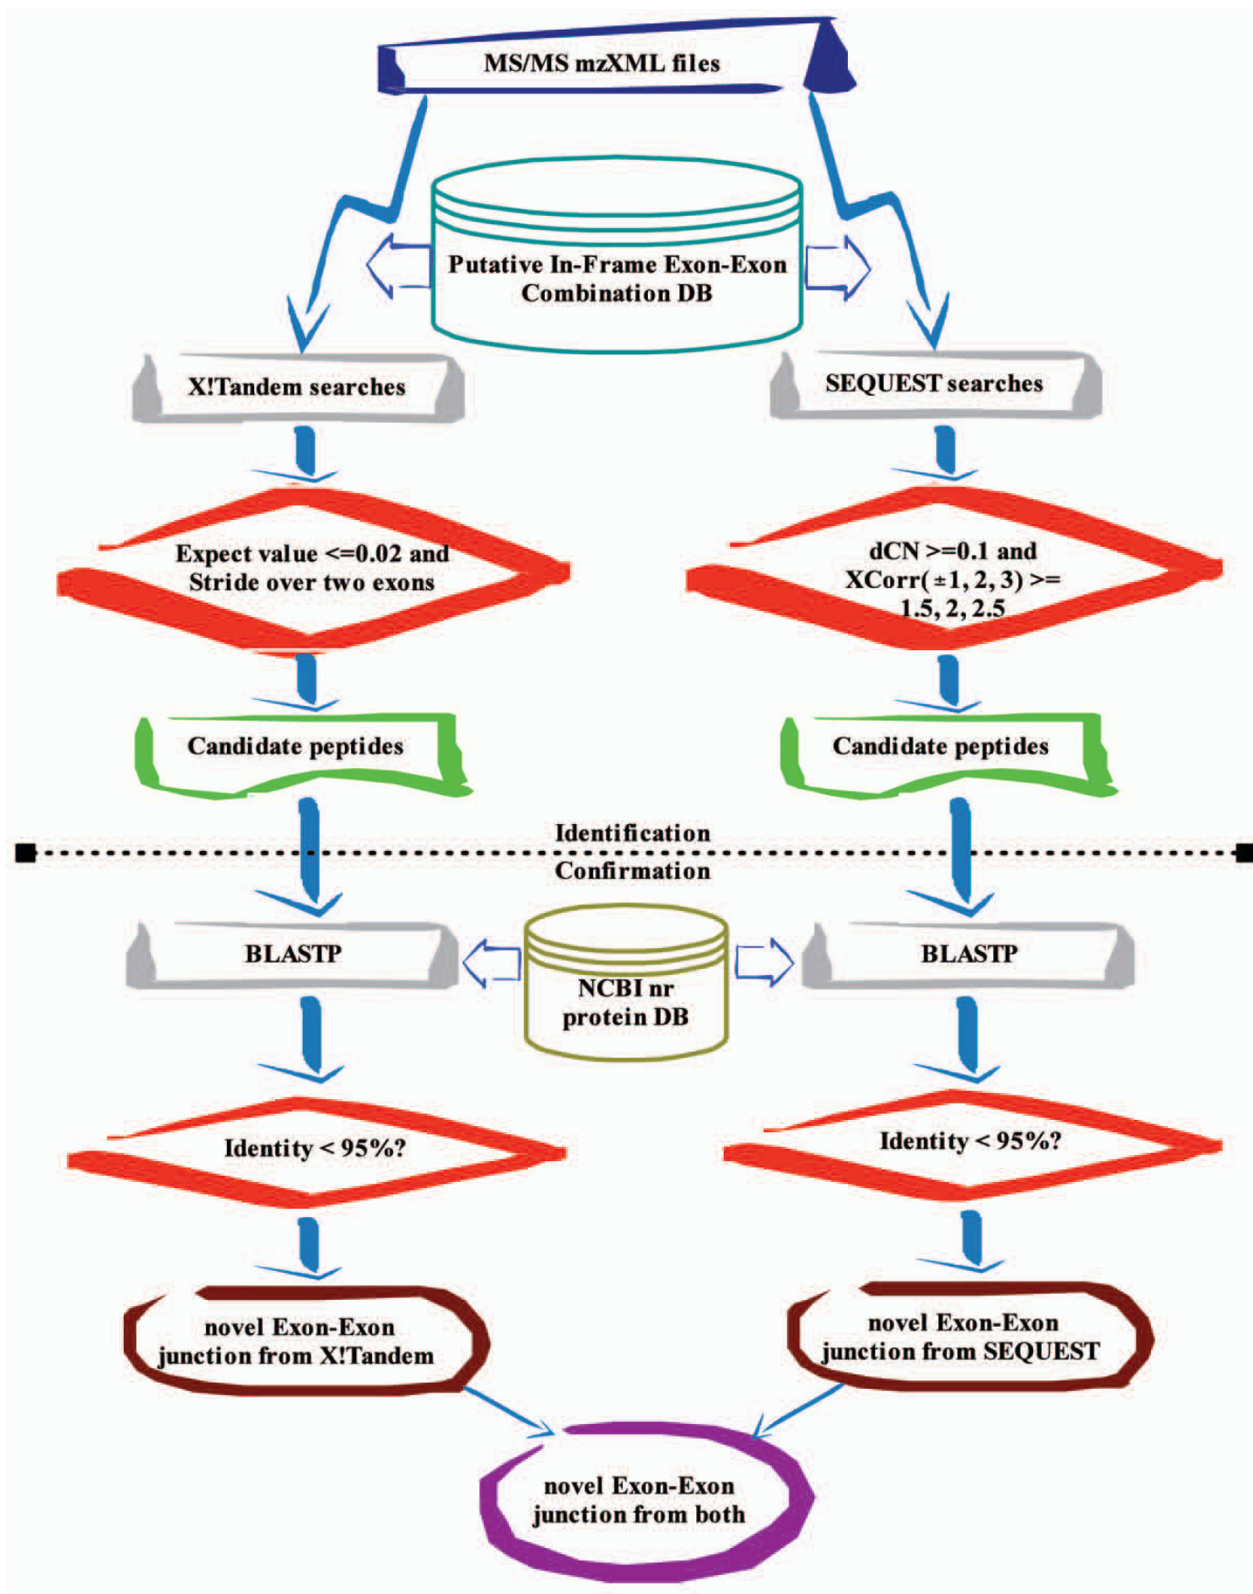 MS/MS mzXML files
Putative In-Frame Exon-Exon
Combination DB
X!Tandem searches
SEQUEST searches
Expect value <=0.02 and
Stride over two exons
dCN >=0.1 and
XCorr(±1, 2, 3) >=
1.5, 2, 2.5
Candidate peptides
Candidate peptides
Identification
Confirmation
BLASTP
NCBI nr
protein DB
BLASTP
Identity < 95%?
Identity < 95%?
novel Exon-Exon
junction from X!Tandem
novel Exon-Exon
junction from SEQUEST
novel Exon-Exon
junction from both